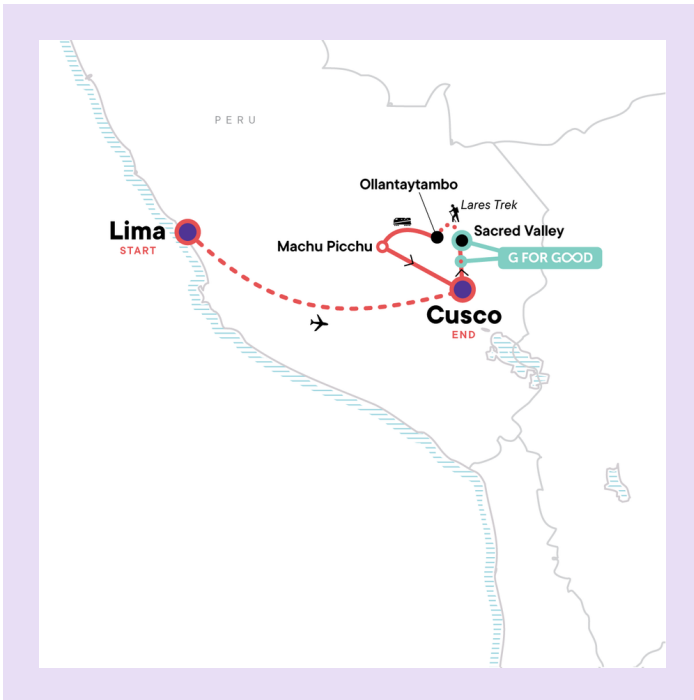 PERU
Ollantaytambo
Lares Trek
Lima
START
Sacred Valley
Machu Picchu
G FOR GOOD
Cusco
END